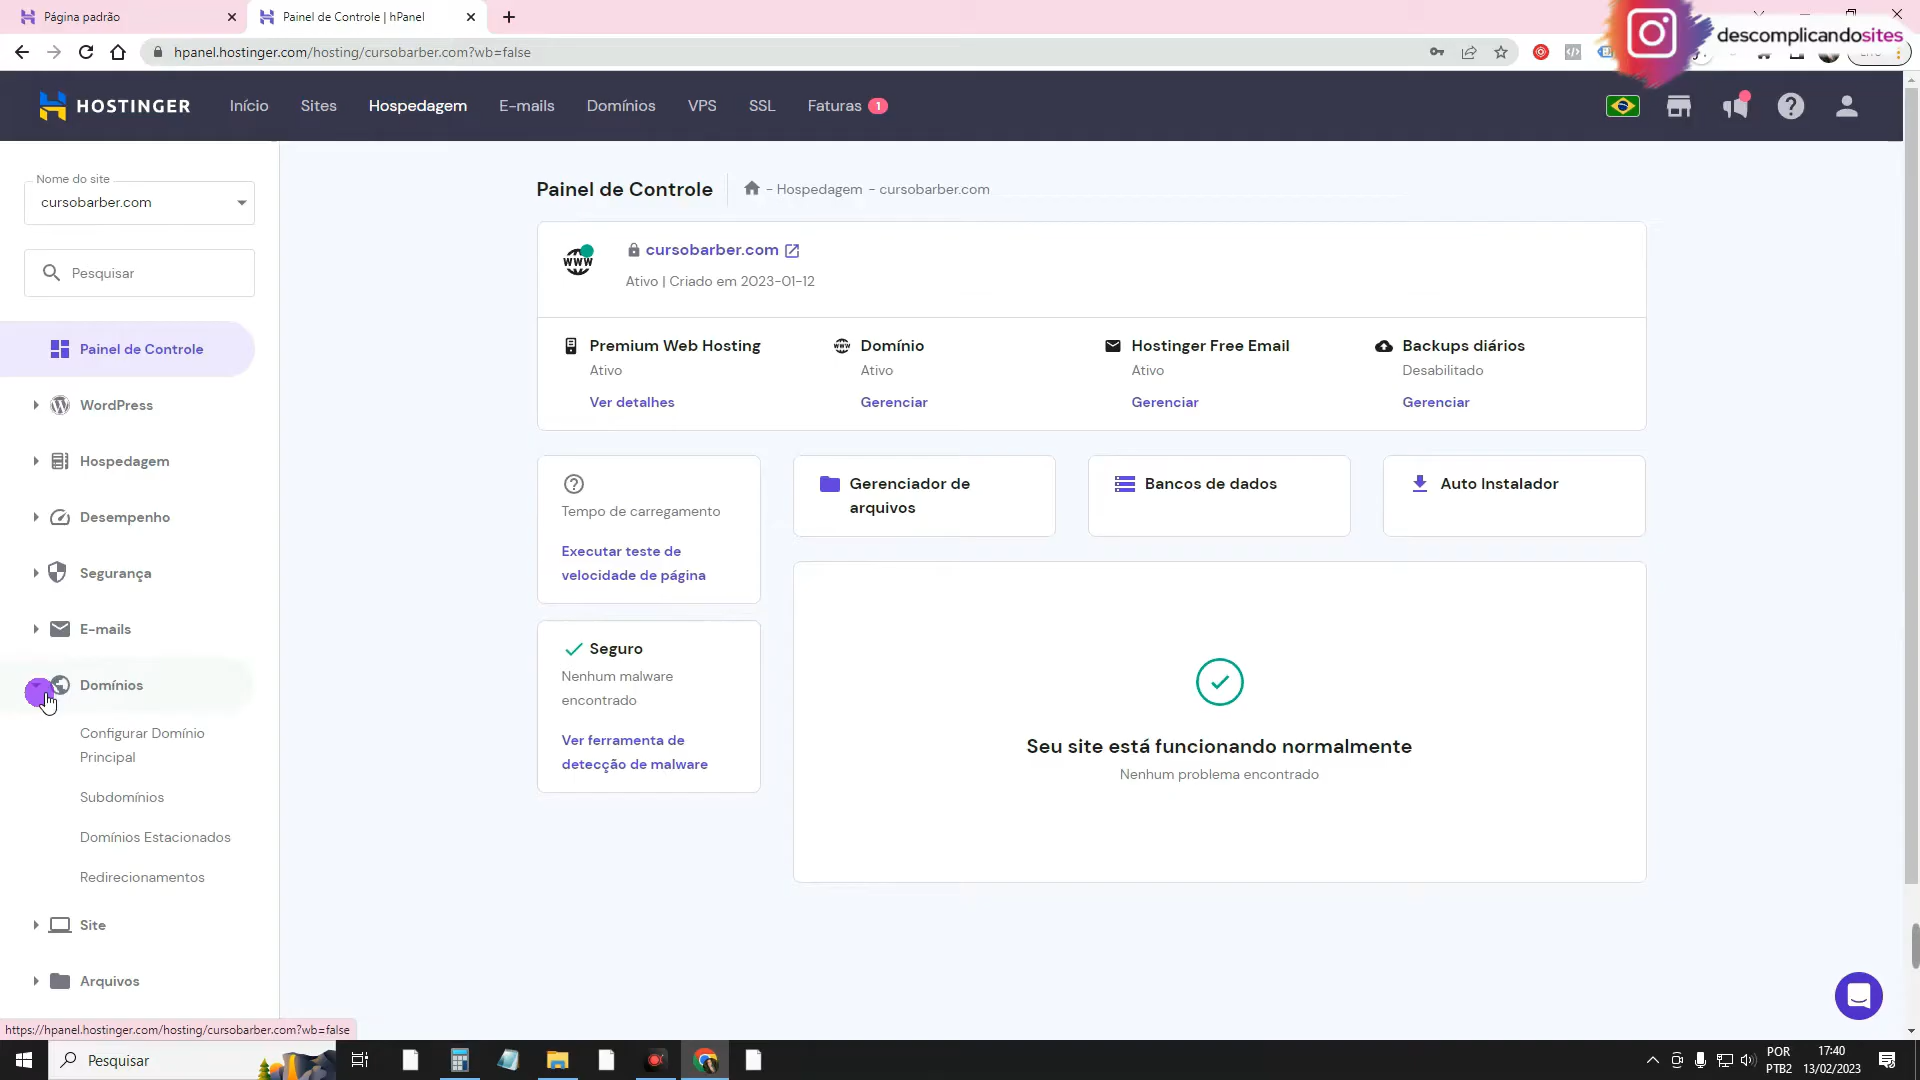 Página padrão
Painel de Controle | hPanel
descomplicandosites
hpanel.hostinger.com/hosting/cursobarber.com?wb=false
HOSTINGER
Início
Sites
Hospedagem
E-mails
Domínios
VPS
SSL
Faturas 1
Nome do site
cursobarber.com
Pesquisar
Painel de Controle
WordPress
Hospedagem
Desempenho
Segurança
E-mails
Domínios
Configurar Domínio
Principal
Subdomínios
Domínios Estacionados
Redirecionamentos
Site
Arquivos
Painel de Controle
- Hospedagem - cursobarber.com
cursobarber.com
Ativo | Criado em 2023-01-12
Premium Web Hosting
Ativo
Ver detalhes
Domínio
Ativo
Gerenciar
Hostinger Free Email
Ativo
Gerenciar
Backups diários
Desabilitado
Gerenciar
Tempo de carregamento
Executar teste de
velocidade de página
Gerenciador de
arquivos
Bancos de dados
Auto Instalador
Seguro
Nenhum malware
encontrado
Ver ferramenta de
detecção de malware
Seu site está funcionando normalmente
Nenhum problema encontrado
https://hpanel.hostinger.com/hosting/cursobarber.com?wb=false
Pesquisar
POR
PTB2
17:40
13/02/2023